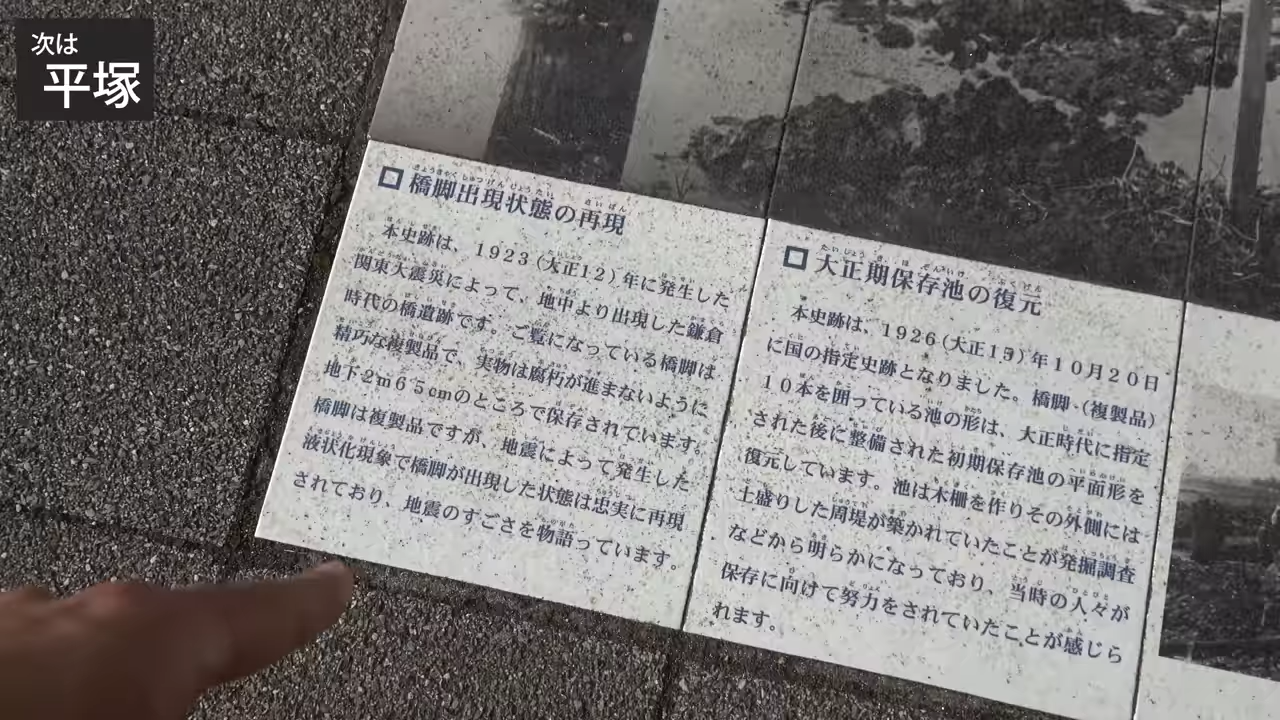 次は
平塚
□ 橋脚出現状態の再現
本史跡は、1923(大正12)年に発生した
関東大震災によって、地中より出現した鎌倉
時代の橋遺跡です。ご覧になっている橋脚は
精巧な複製品で、実物は腐朽が進まないように
地下2m65cmのところで保存されています。
橋脚は複製品ですが、地震によって発生した
液状化現象で橋脚が出現した状態は忠実に再現
されており、地震のすごさを物語っています。
□ 大正期保存池の復元
本史跡は、1926(大正15)年10月20日
に国の指定史跡となりました。橋脚(複製品)
10本を囲っている池の形は、大正時代に指定
された後に整備された初期保存池の平面形を
復元しています。池は木柵を作りその外側には
土盛りした周堤が築かれていたことが発掘調査
などから明らかになっており、当時の人々が
保存に向けて努力をされていたことが感じら
れます。